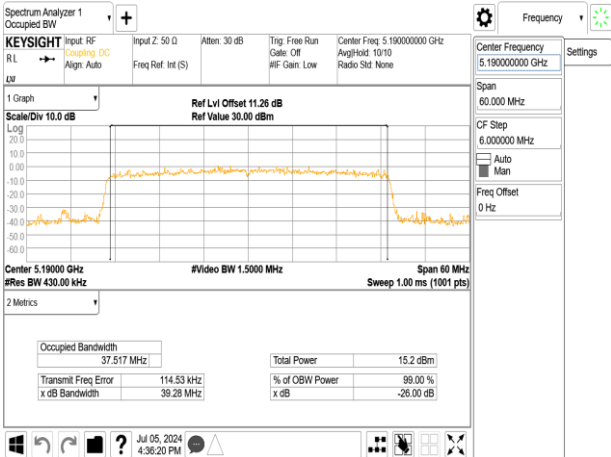 Spectrum Analyzer 1
Occupied BW
+
Frequency
KEYSIGHT
RL
Input: RF
Coupling: DC
Align: Auto
Input Z: 50 Ω
Freq Ref: Int (S)
Atten: 30 dB
Trig: Free Run
Gate: Off
#IF Gain: Low
Center Freq: 5.190000000 GHz
Avg|Hold: 10/10
Radio Std: None
LXI
Center Frequency
5.190000000 GHz
Settings
Span
60.000 MHz
CF Step
6.000000 MHz
Auto
Man
Freq Offset
0 Hz
1 Graph
Scale/Div 10.0 dB
Ref Lvl Offset 11.26 dB
Ref Value 30.00 dBm
Log
20.0
10.0
0.00
-10.0
-20.0
-30.0
-40.0
-50.0
-60.0
Center 5.19000 GHz
#Res BW 430.00 kHz
#Video BW 1.5000 MHz
Span 60 MHz
Sweep 1.00 ms (1001 pts)
2 Metrics
Occupied Bandwidth
37.517 MHz
Total Power 15.2 dBm
Transmit Freq Error 114.53 kHz
% of OBW Power 99.00 %
x dB Bandwidth 39.28 MHz
x dB -26.00 dB
?
Jul 05, 2024
4:36:20 PM